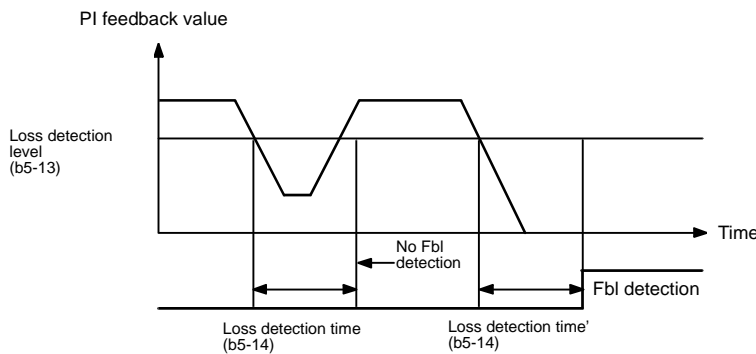 PI feedback value
Loss detection
level
(b5-13)
Time
No Fbl
detection
Fbl detection
Loss detection time
(b5-14)
Loss detection time'
(b5-14)